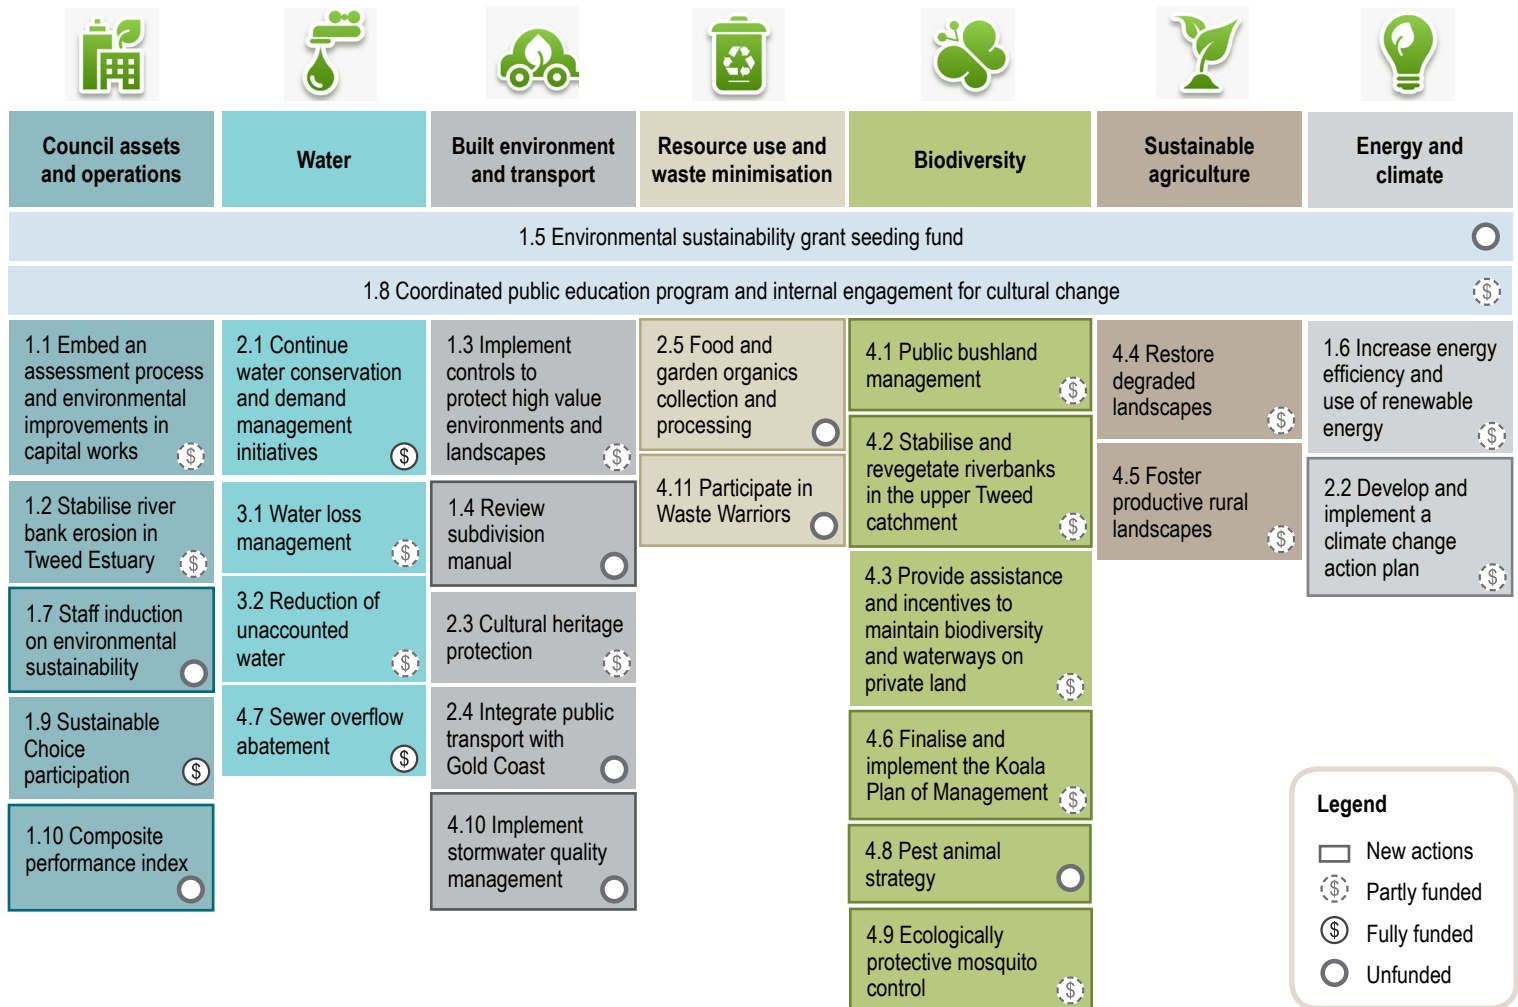 Council assets
and operations
Water
Built environment
and transport
Resource use and
waste minimisation
Biodiversity
Sustainable
agriculture
Energy and
climate
1.5 Environmental sustainability grant seeding fund
1.8 Coordinated public education program and internal engagement for cultural change
$
1.1 Embed an
assessment process
and environmental
improvements in
capital works
$
1.2 Stabilise river
bank erosion in
Tweed Estuary
$
1.7 Staff induction
on environmental
sustainability
1.9 Sustainable
Choice
participation
$
1.10 Composite
performance index
2.1 Continue
water conservation
and demand
management
initiatives
$
3.1 Water loss
management
$
3.2 Reduction of
unaccounted
water
$
4.7 Sewer overflow
abatement
$
1.3 Implement
controls to
protect high value
environments and
landscapes
$
1.4 Review
subdivision
manual
2.3 Cultural heritage
protection
$
2.4 Integrate public
transport with
Gold Coast
4.10 Implement
stormwater quality
management
2.5 Food and
garden organics
collection and
processing
4.11 Participate in
Waste Warriors
4.1 Public bushland
management
$
4.2 Stabilise and
revegetate riverbanks
in the upper Tweed
catchment
$
4.3 Provide assistance
and incentives to
maintain biodiversity
and waterways on
private land
$
4.6 Finalise and
implement the Koala
Plan of Management
$
4.8 Pest animal
strategy
4.9 Ecologically
protective mosquito
control
$
4.4 Restore
degraded
landscapes
$
4.5 Foster
productive rural
landscapes
$
1.6 Increase energy
efficiency and
use of renewable
energy
$
2.2 Develop and
implement a
climate change
action plan
$
Legend
New actions
$ Partly funded
$ Fully funded
Unfunded